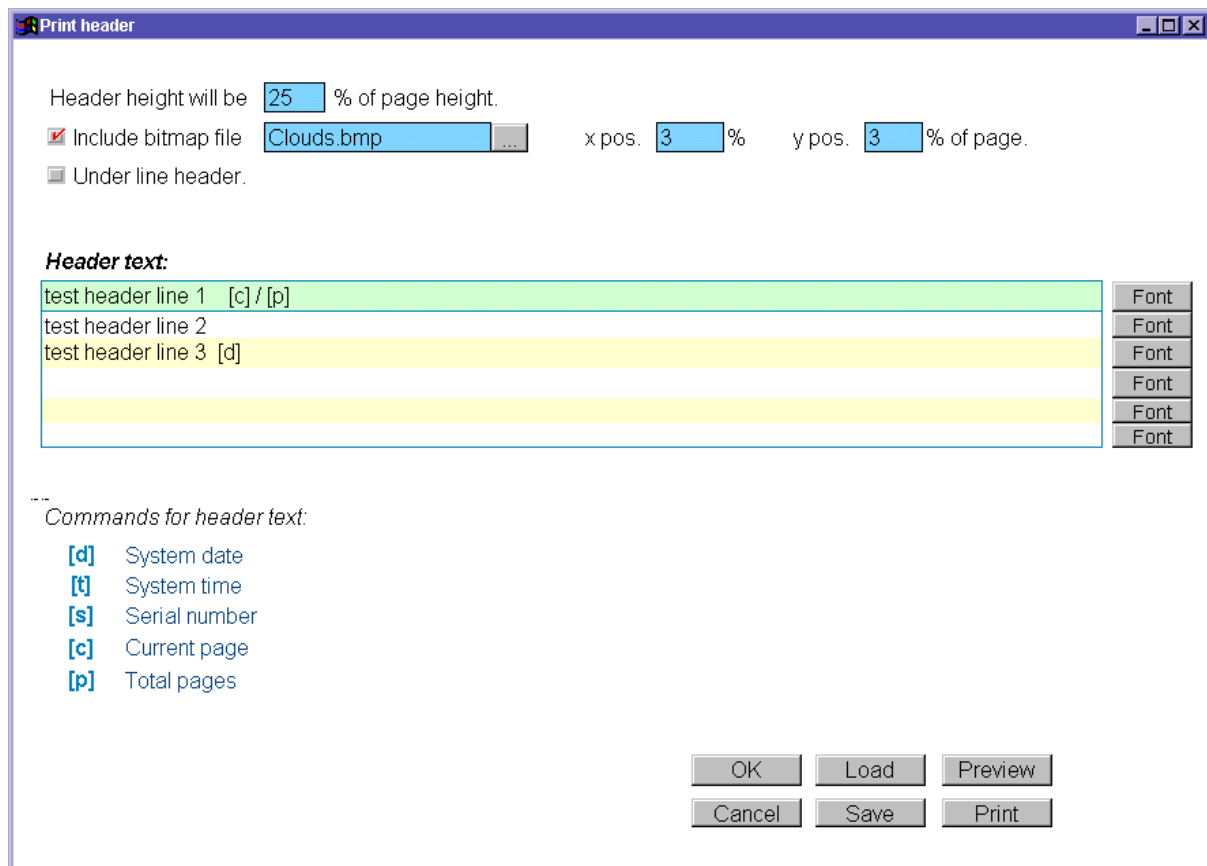 Print header
Header height will be 25 % of page height.
Include bitmap file Clouds.bmp ... x pos. 3 % y pos. 3 % of page.
Under line header.
Header text:
test header line 1 [c] / [p] Font
test header line 2 Font
test header line 3 [d] Font
Font
Font
Font
Commands for header text:
[d] System date
[t] System time
[s] Serial number
[c] Current page
[p] Total pages
OK Load Preview
Cancel Save Print